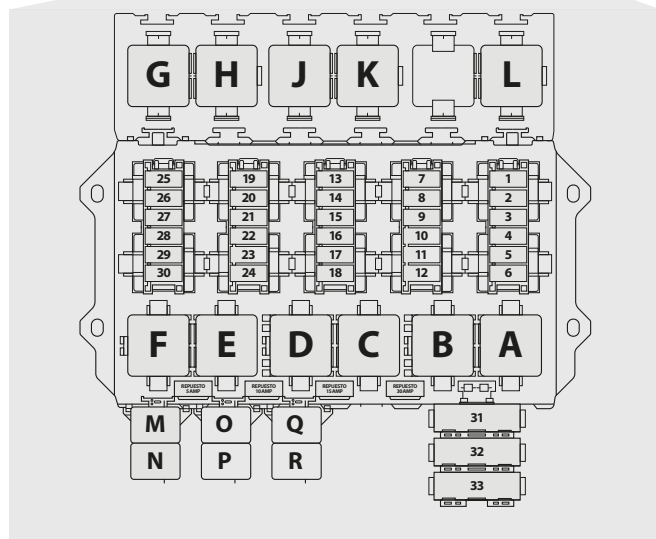 G H J K L
25 19 13 7 1
26 20 14 8 2
27 21 15 9 3
28 22 16 10 4
29 23 17 11 5
30 24 18 12 6
F E D C B A
REPUESTO 5 AMP
REPUESTO 10 AMP
REPUESTO 15 AMP
REPUESTO 30 AMP
M O Q
N P R
31
32
33